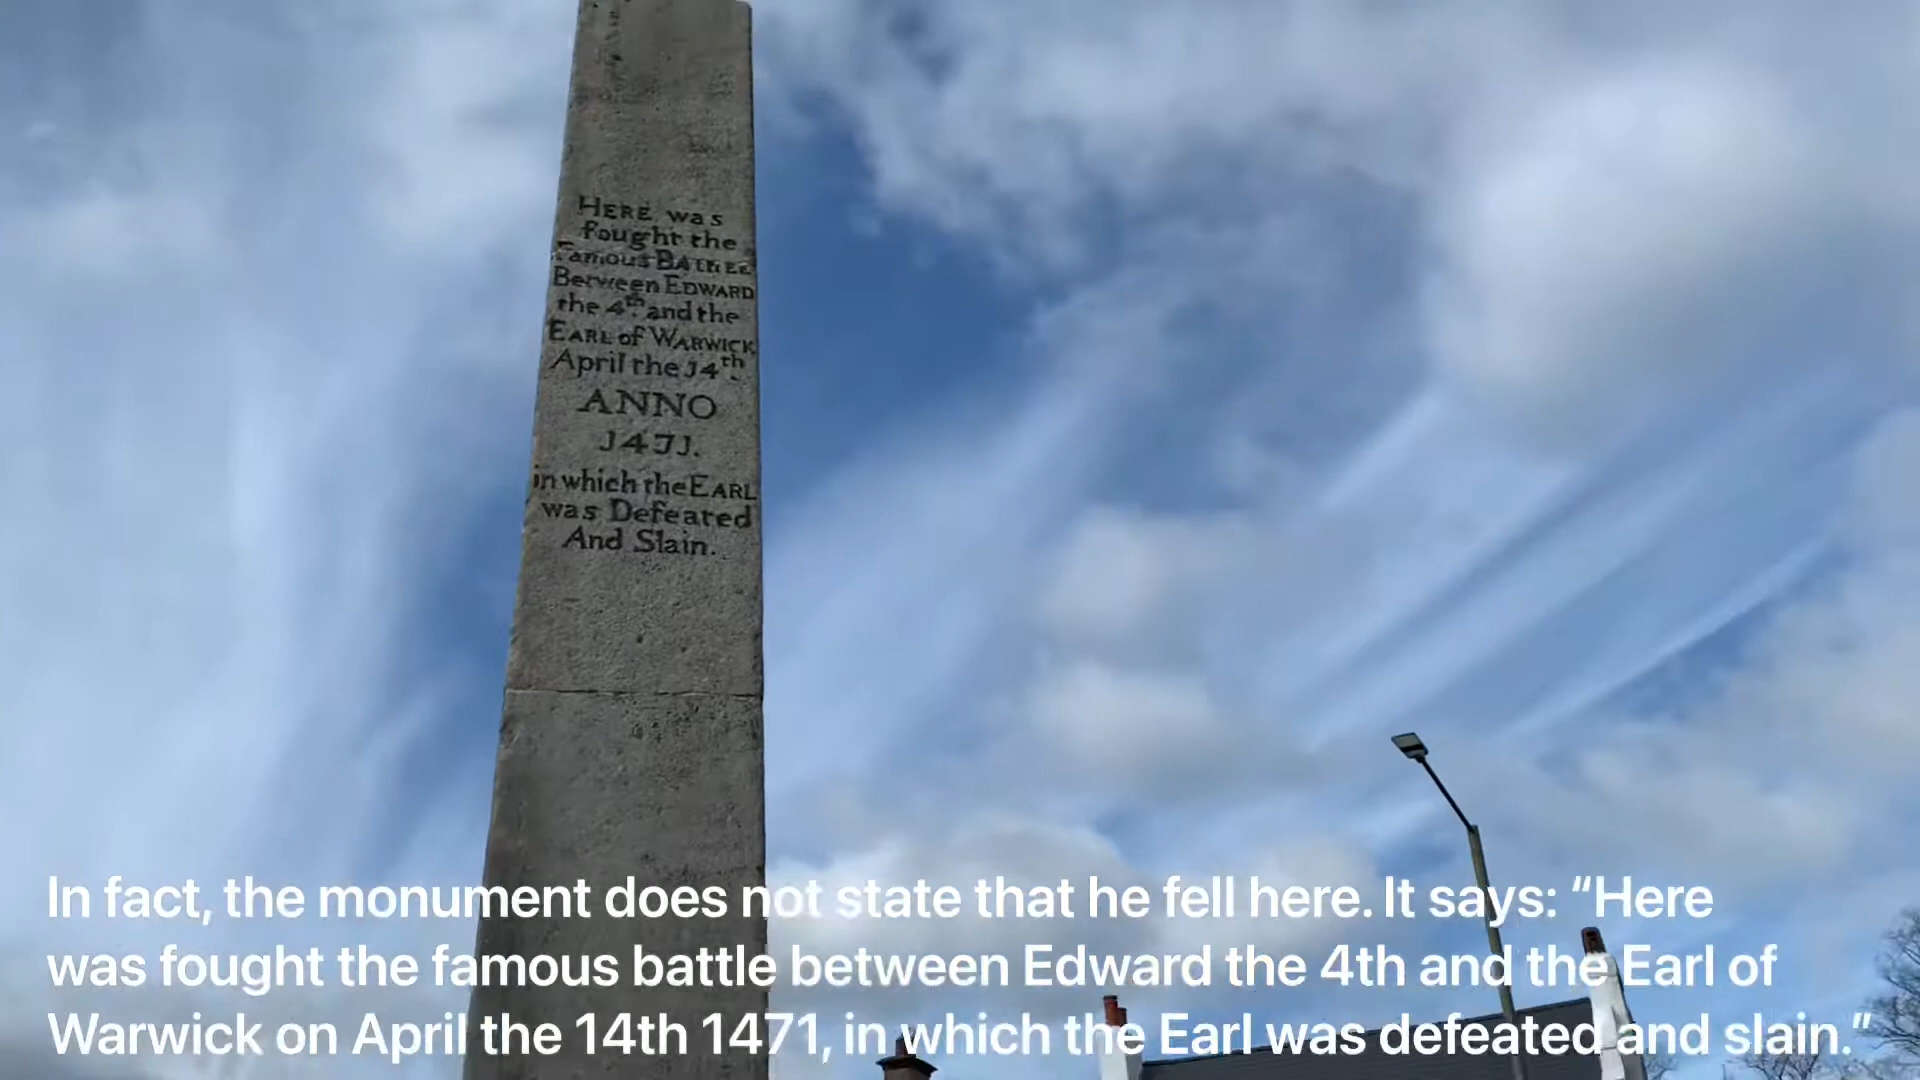 HERE was
fought the
Famous BATTLE
Between EDWARD
the 4th and the
EARL of WARWICK
April the 14th
ANNO
1471.
in which the EARL
was Defeated
And Slain.
In fact, the monument does not state that he fell here. It says: “Here
was fought the famous battle between Edward the 4th and the Earl of
Warwick on April the 14th 1471, in which the Earl was defeated and slain.”